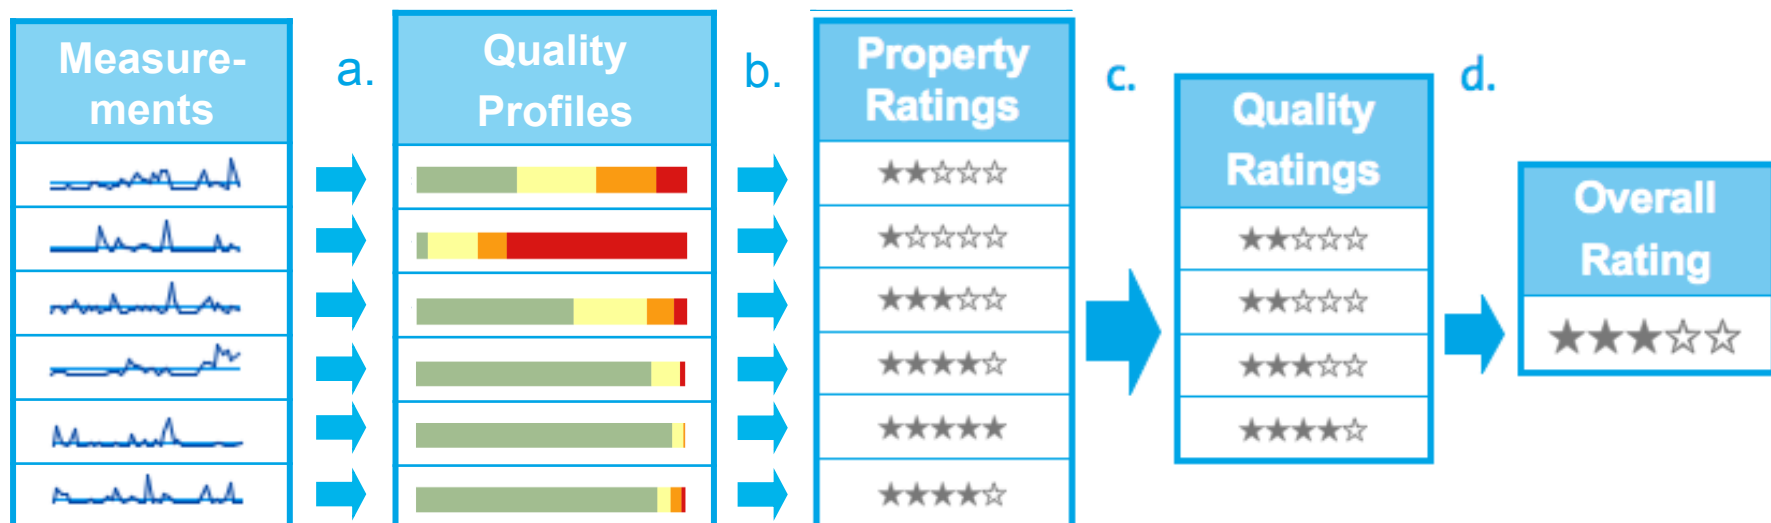 Measure-
ments
a.
Quality
Profiles
b.
Property
Ratings
c.
Quality
Ratings
d.
Overall
Rating